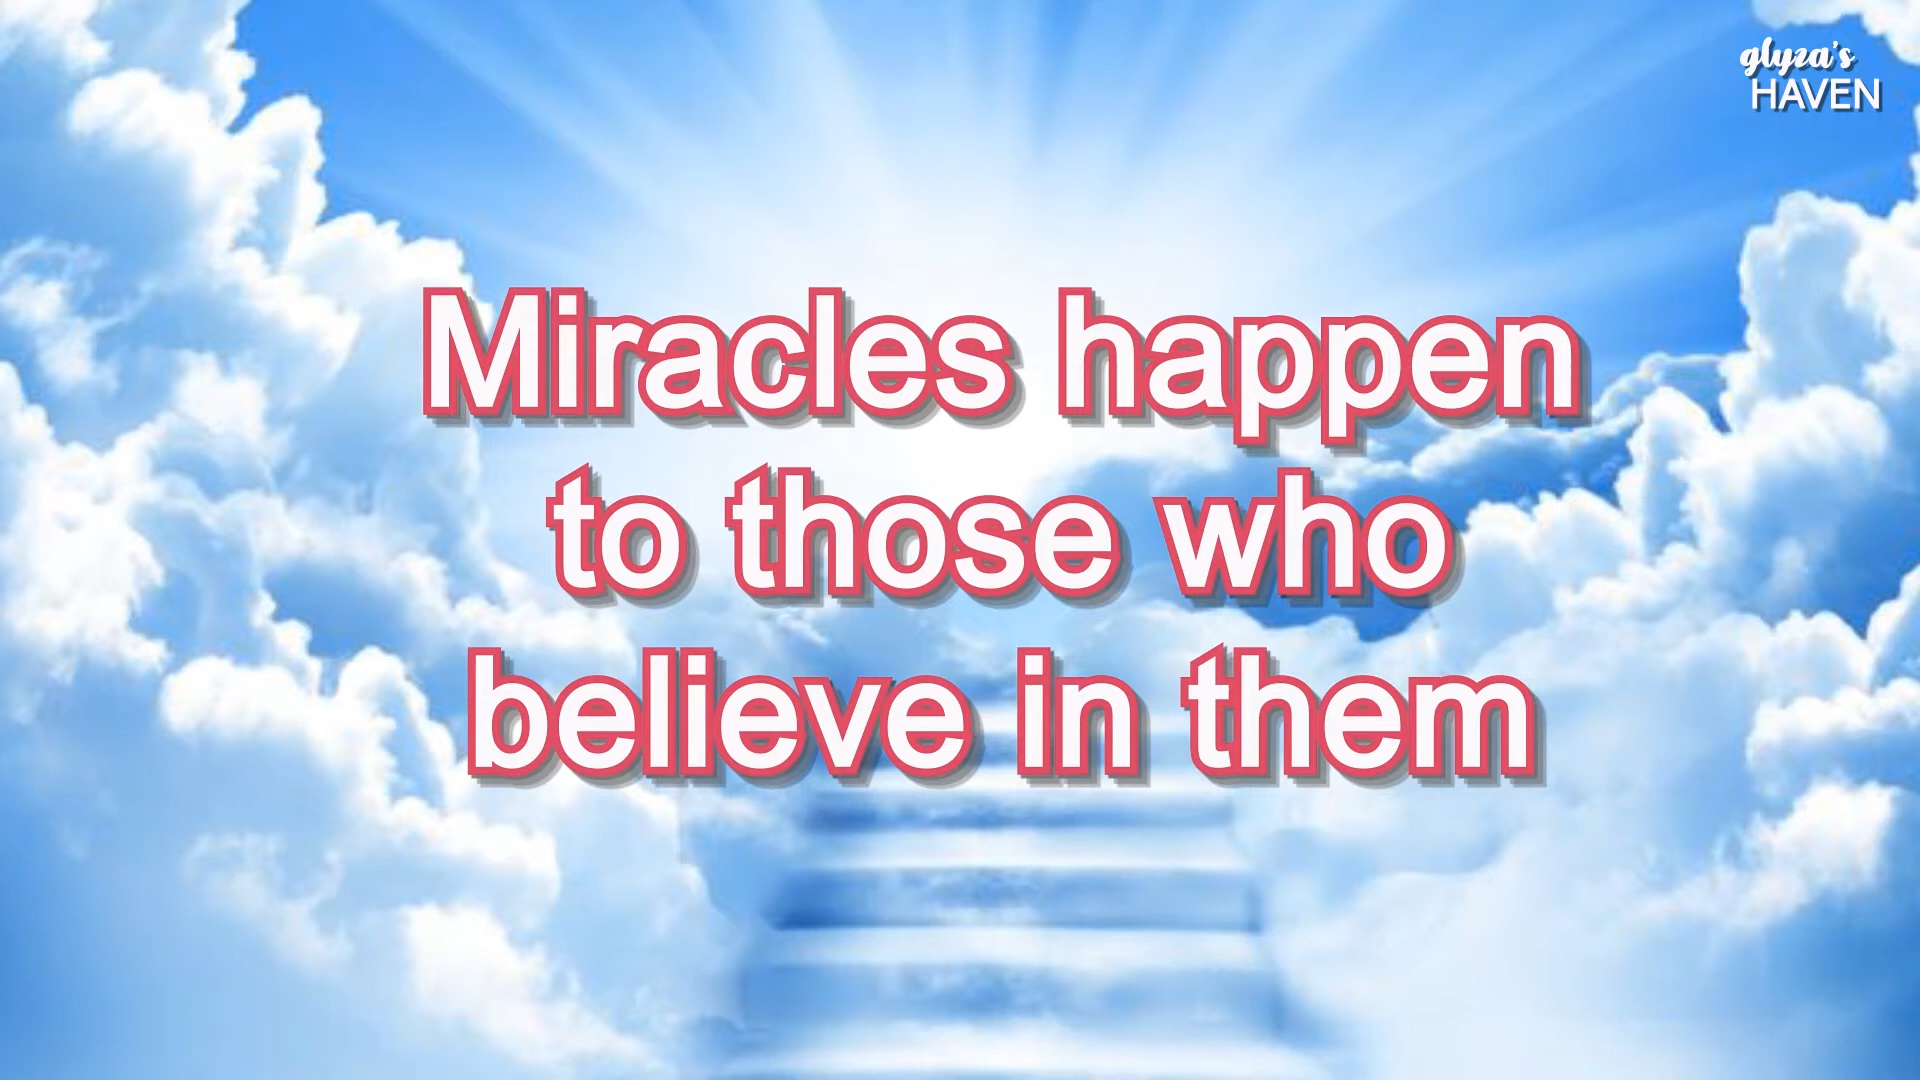 glyza's
HAVEN
Miracles happen
to those who
believe in them